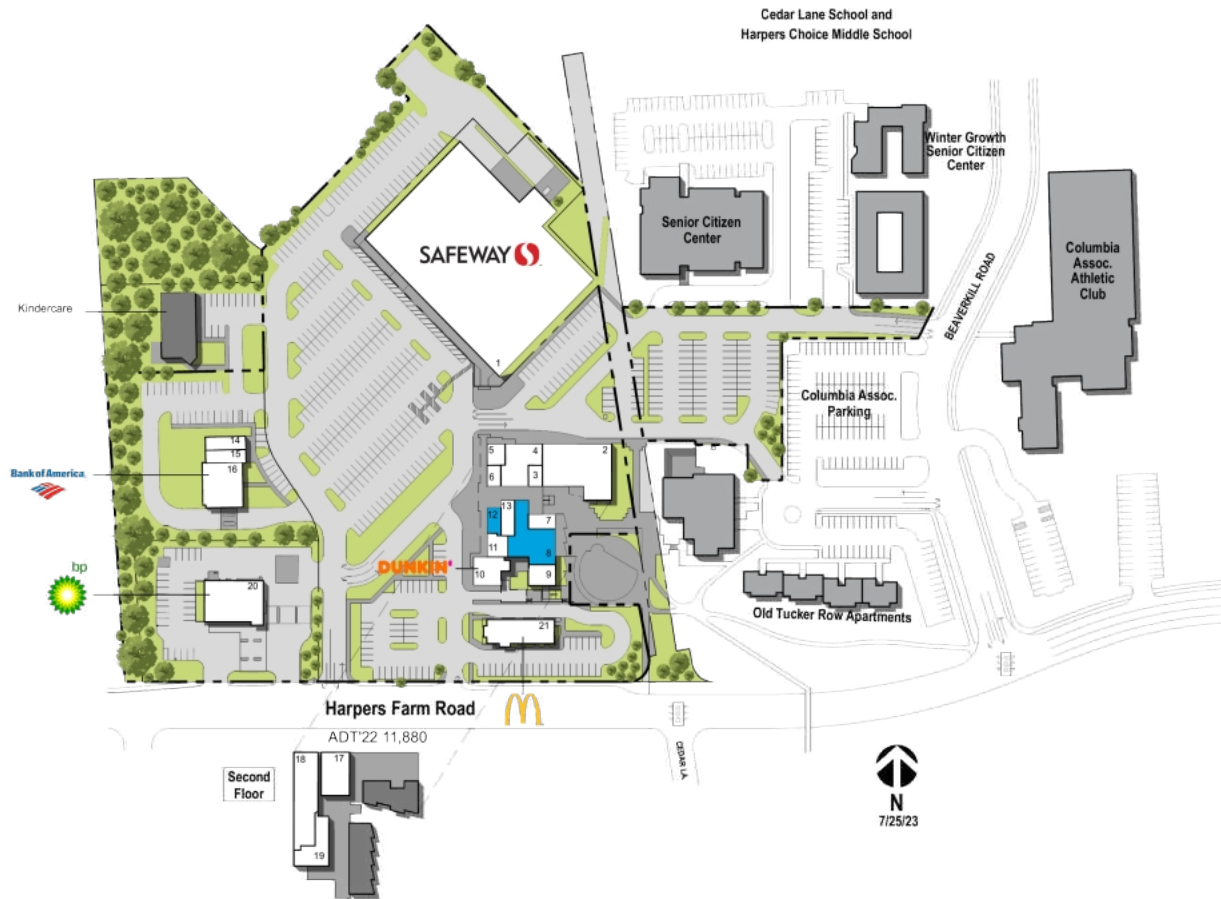 Cedar Lane School and
Harpers Choice Middle School
Winter Growth
Senior Citizen
Center
Senior Citizen
Center
SAFEWAY
Columbia
Assoc.
Athletic
Club
BEAVERKILL ROAD
Kindercare
1
Columbia Assoc.
Parking
14
15
16
Bank of America
5
4
2
6
3
13
12
7
11
8
bp
DUNKIN'
10
9
20
Old Tucker Row Apartments
21
Harpers Farm Road
ADT'22 11,880
CEDAR LA.
18
17
Second
Floor
19
N
7/25/23